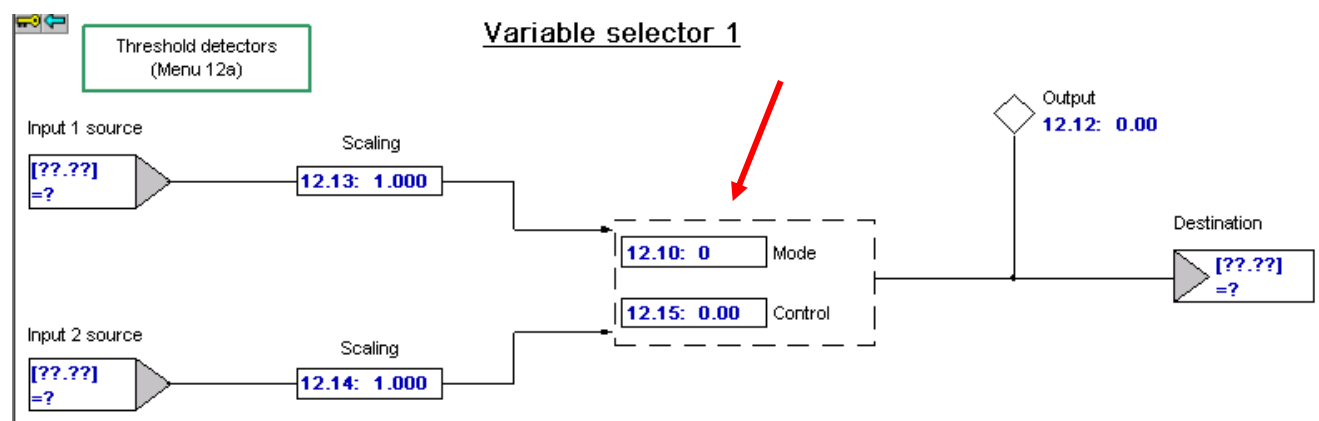 Variable selector 1
Threshold detectors
(Menu 12a)
Input 1 source
[??.??]
=?
Scaling
12.13: 1.000
Output
12.12: 0.00
12.10: 0 Mode
12.15: 0.00 Control
Destination
[??.??]
=?
Input 2 source
[??.??]
=?
Scaling
12.14: 1.000